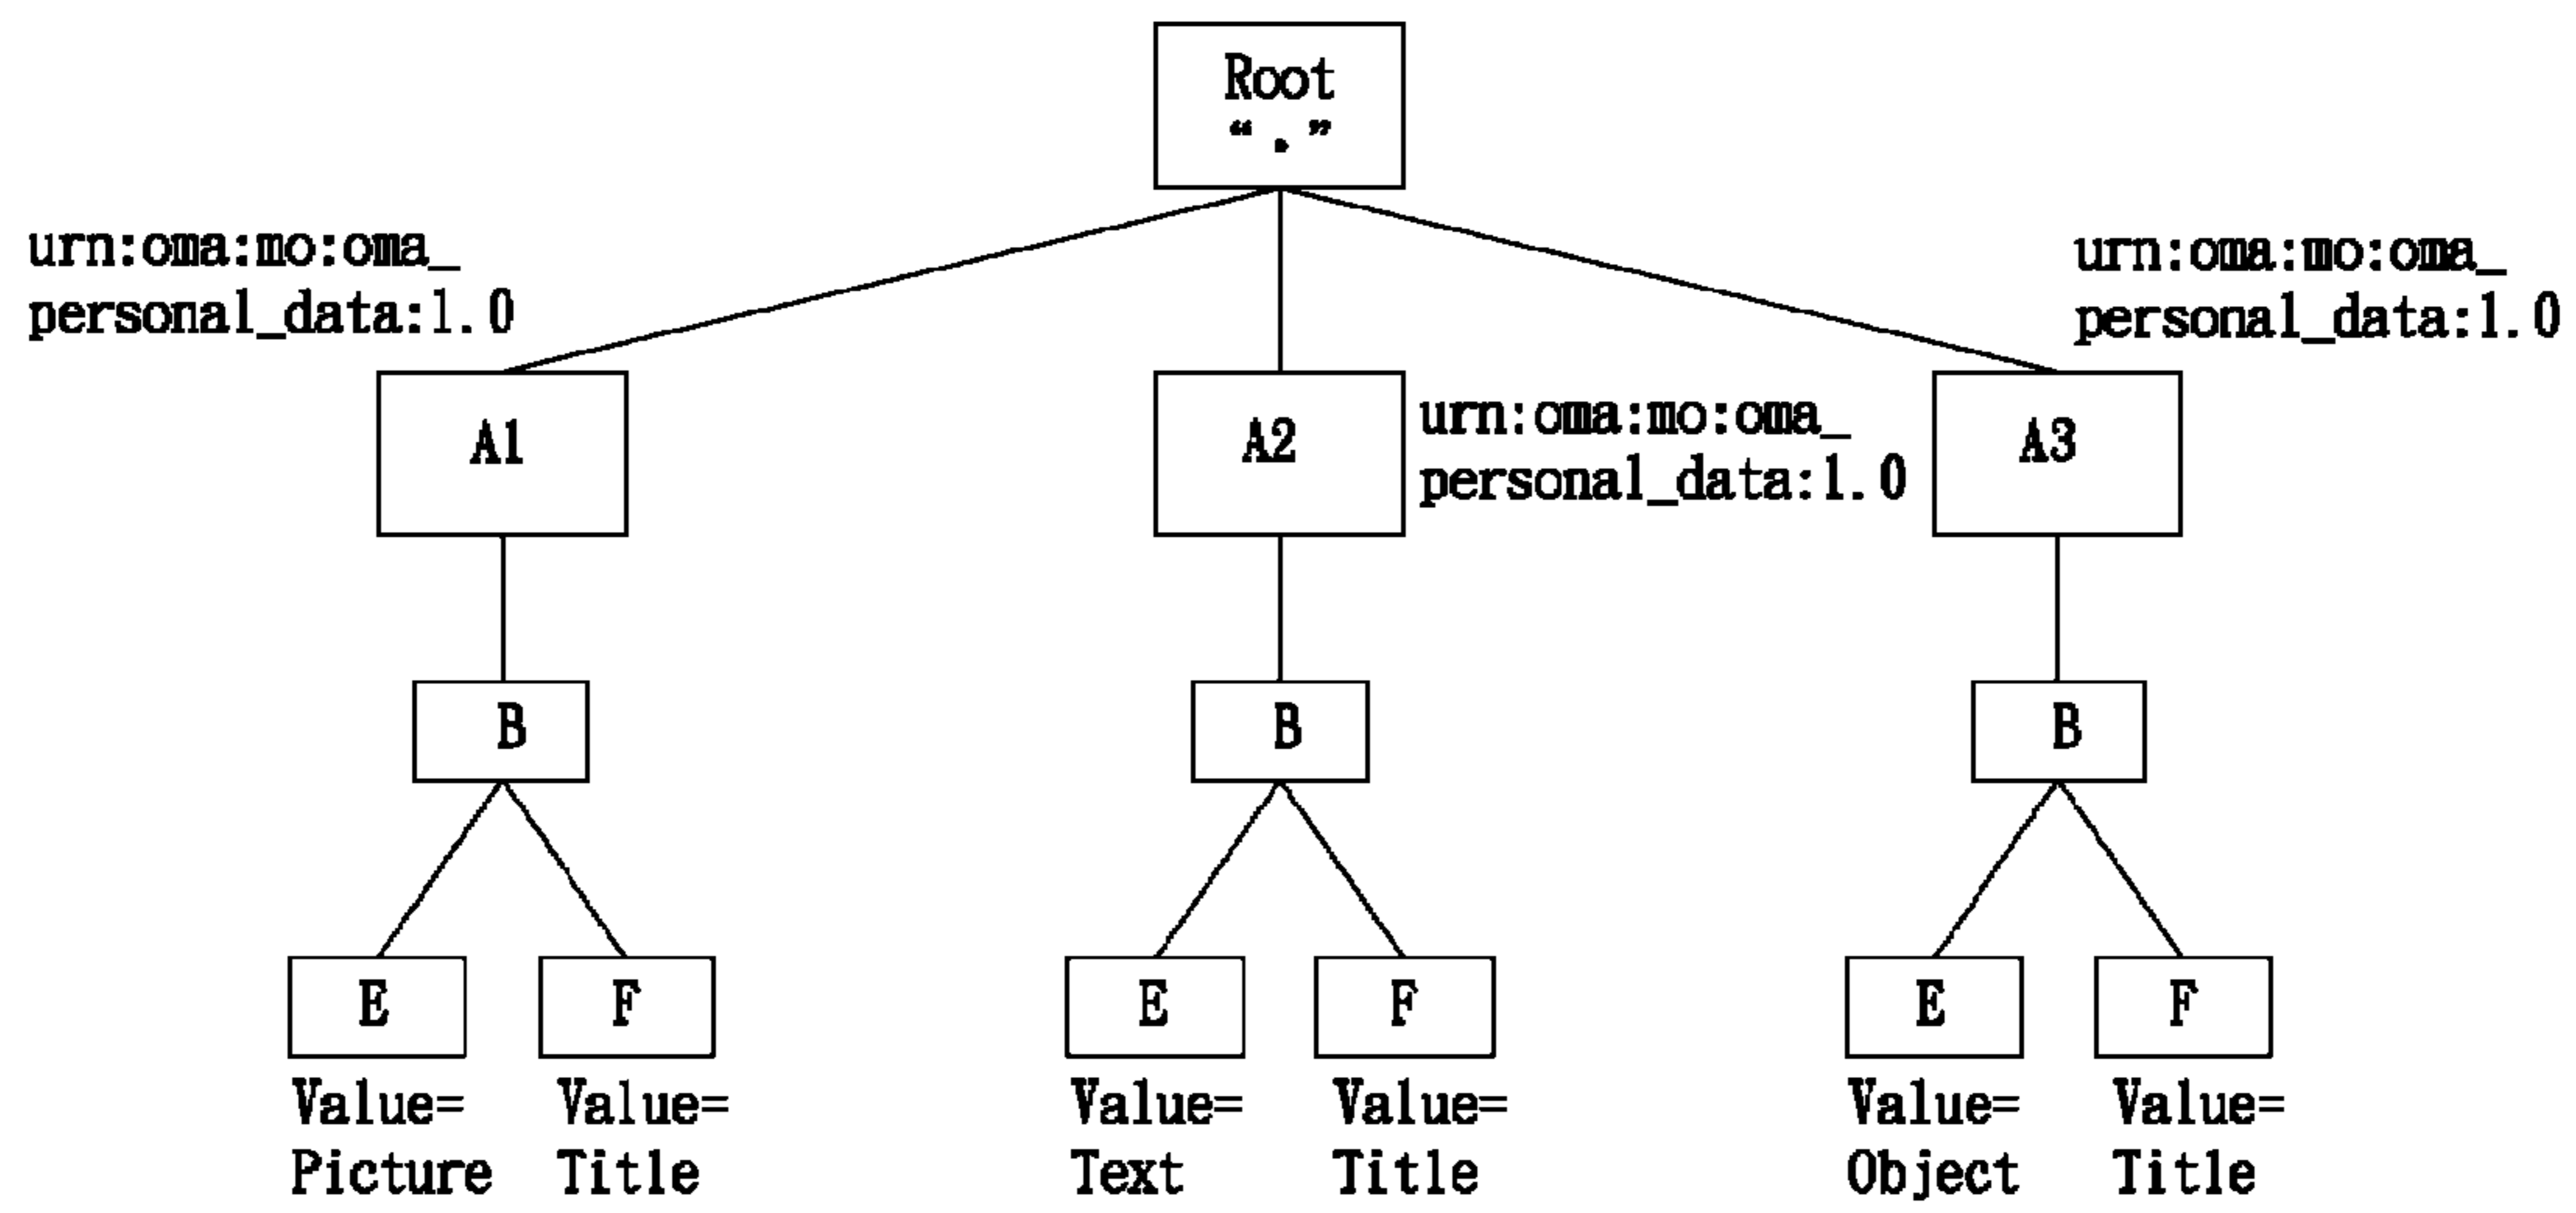 Root
“.”
urn:oma:mo:oma_
personal_data:1.0
urn:oma:mo:oma_
personal_data:1.0
A1
A2
urn:oma:mo:oma_
personal_data:1.0
A3
B
B
B
E
F
E
F
E
F
Value=
Picture
Value=
Title
Value=
Text
Value=
Title
Value=
Object
Value=
Title